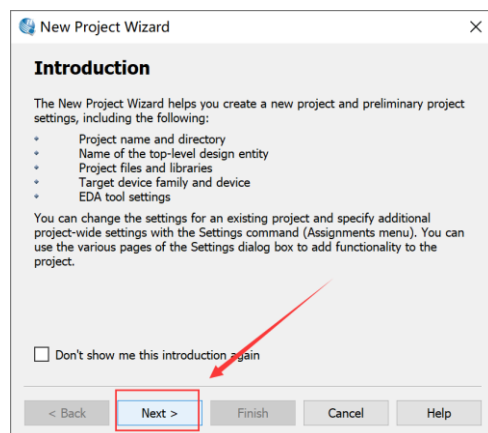 New Project Wizard
Introduction
The New Project Wizard helps you create a new project and preliminary project
settings, including the following:
Project name and directory
Name of the top-level design entity
Project files and libraries
Target device family and device
EDA tool settings
You can change the settings for an existing project and specify additional
project-wide settings with the Settings command (Assignments menu). You can
use the various pages of the Settings dialog box to add functionality to the
project.
Don't show me this introduction again
< Back Next > Finish Cancel Help